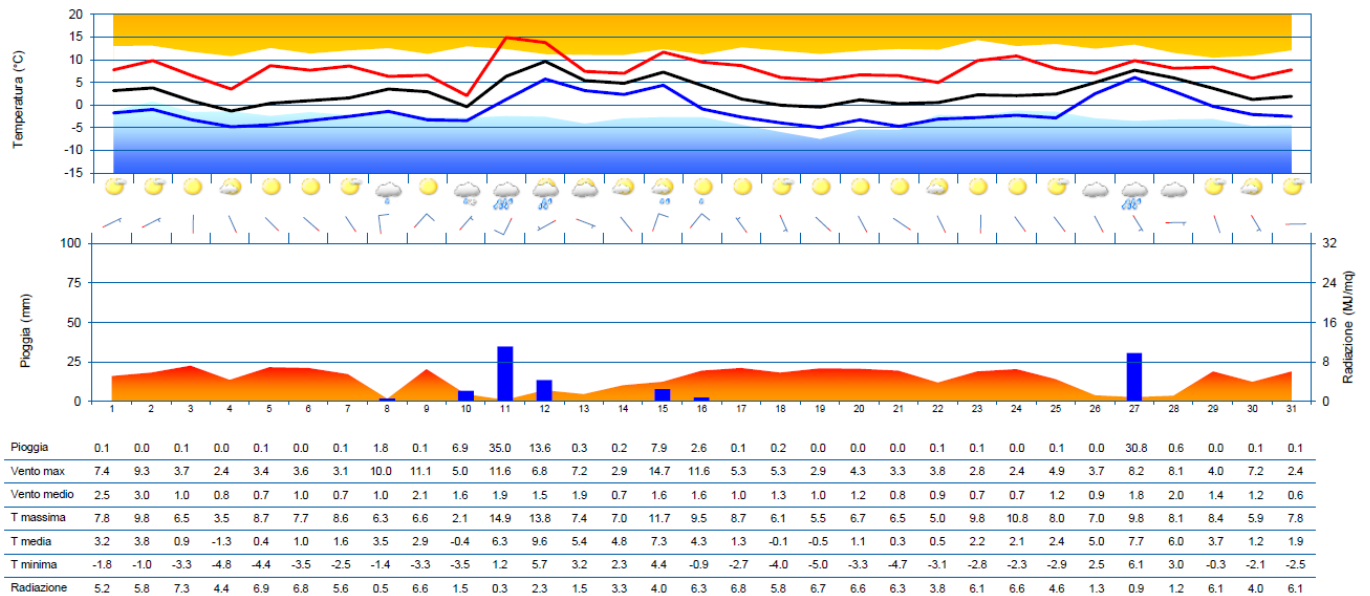 20
15
10
5
0
-5
-10
-15
Temperatura (°C)
100
75
50
25
0
Pioggia (mm)
32
24
16
8
0
Radiazione (MJ/mq)
1 2 3 4 5 6 7 8 9 10 11 12 13 14 15 16 17 18 19 20 21 22 23 24 25 26 27 28 29 30 31
Pioggia 0.1 0.0 0.1 0.0 0.1 0.0 0.1 1.8 0.1 6.9 35.0 13.6 0.3 0.2 7.9 2.6 0.1 0.2 0.0 0.0 0.0 0.1 0.1 0.0 0.1 0.0 30.8 0.6 0.0 0.1 0.1
Vento max 7.4 9.3 3.7 2.4 3.4 3.6 3.1 10.0 11.1 5.0 11.6 6.8 7.2 2.9 14.7 11.6 5.3 5.3 2.9 4.3 3.3 3.8 2.8 2.4 4.9 3.7 8.2 8.1 4.0 7.2 2.4
Vento medio 2.5 3.0 1.0 0.8 0.7 1.0 0.7 1.0 2.1 1.6 1.9 1.5 1.9 0.7 1.6 1.6 1.0 1.3 1.0 1.2 0.8 0.9 0.7 0.7 1.2 0.9 1.8 2.0 1.4 1.2 0.6
T massima 7.8 9.8 6.5 3.5 8.7 7.7 8.6 6.3 6.6 2.1 14.9 13.8 7.4 7.0 11.7 9.5 8.7 6.1 5.5 6.7 6.5 5.0 9.8 10.8 8.0 7.0 9.8 8.1 8.4 5.9 7.8
T media 3.2 3.8 0.9 -1.3 0.4 1.0 1.6 3.5 2.9 -0.4 6.3 9.6 5.4 4.8 7.3 4.3 1.3 -0.1 -0.5 1.1 0.3 0.5 2.2 2.1 2.4 5.0 7.7 6.0 3.7 1.2 1.9
T minima -1.8 -1.0 -3.3 -4.8 -4.4 -3.5 -2.5 -1.4 -3.3 -3.5 1.2 5.7 3.2 2.3 4.4 -0.9 -2.7 -4.0 -5.0 -3.3 -4.7 -3.1 -2.8 -2.3 -2.9 2.5 6.1 3.0 -0.3 -2.1 -2.5
Radiazione 5.2 5.8 7.3 4.4 6.9 6.8 5.6 0.5 6.6 1.5 0.3 2.3 1.5 3.3 4.0 6.3 6.8 5.8 6.7 6.6 6.3 3.8 6.1 6.6 4.6 1.3 0.9 1.2 6.1 4.0 6.1